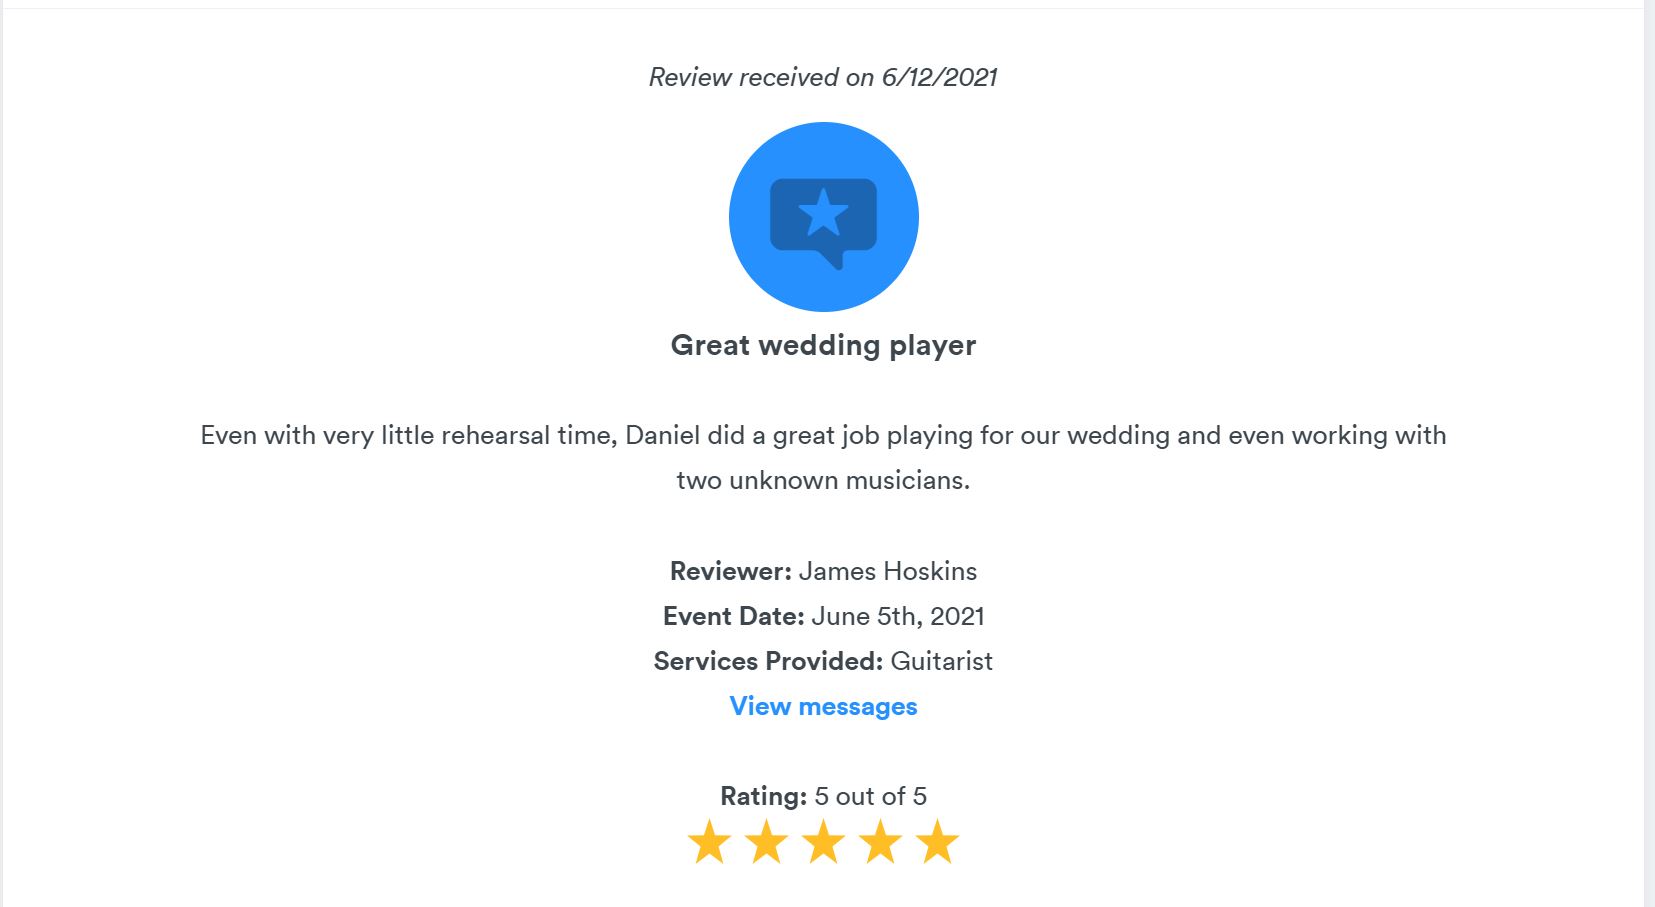 Review received on 6/12/2021
Great wedding player
Even with very little rehearsal time, Daniel did a great job playing for our wedding and even working with
two unknown musicians.
Reviewer: James Hoskins
Event Date: June 5th, 2021
Services Provided: Guitarist
View messages
Rating: 5 out of 5